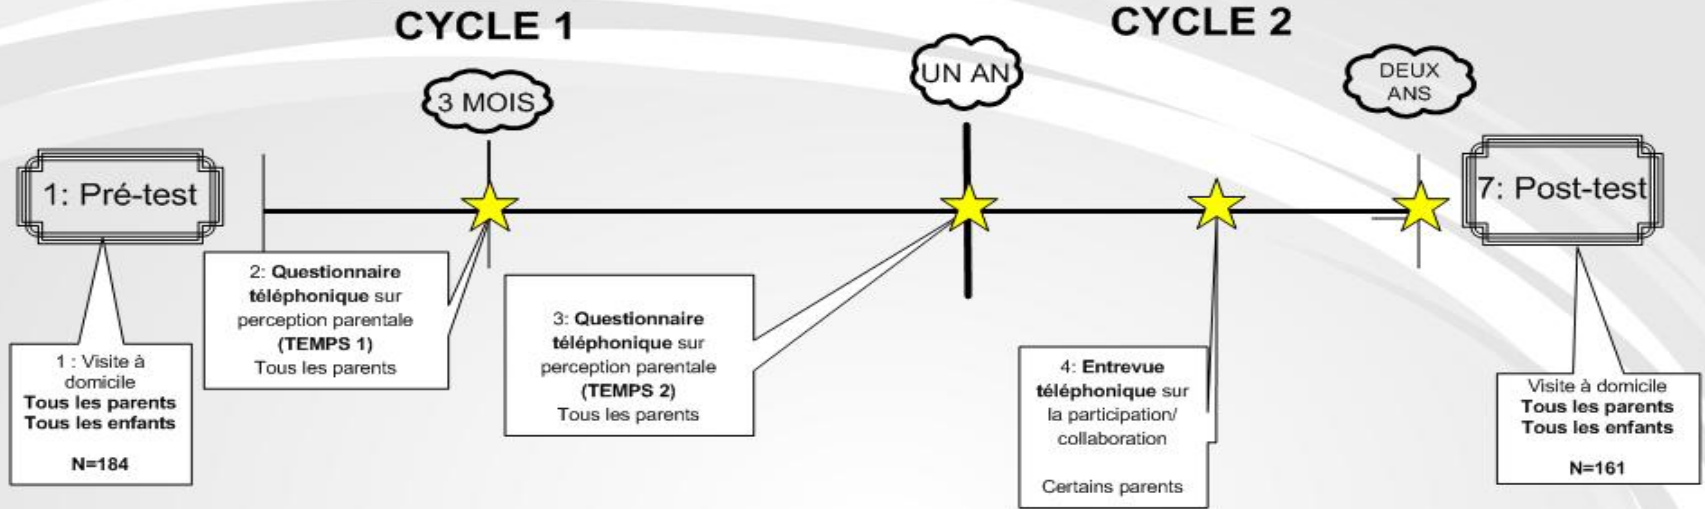 CYCLE 1
CYCLE 2
3 MOIS
UN AN
DEUX
ANS
1: Pré-test
7: Post-test
2: Questionnaire
téléphonique sur
perception parentale
(TEMPS 1)
Tous les parents
3: Questionnaire
téléphonique sur
perception parentale
(TEMPS 2)
Tous les parents
4: Entrevue
téléphonique sur
la participation/
collaboration
Certains parents
1 : Visite à
domicile
Tous les parents
Tous les enfants
N=184
Visite à domicile
Tous les parents
Tous les enfants
N=161